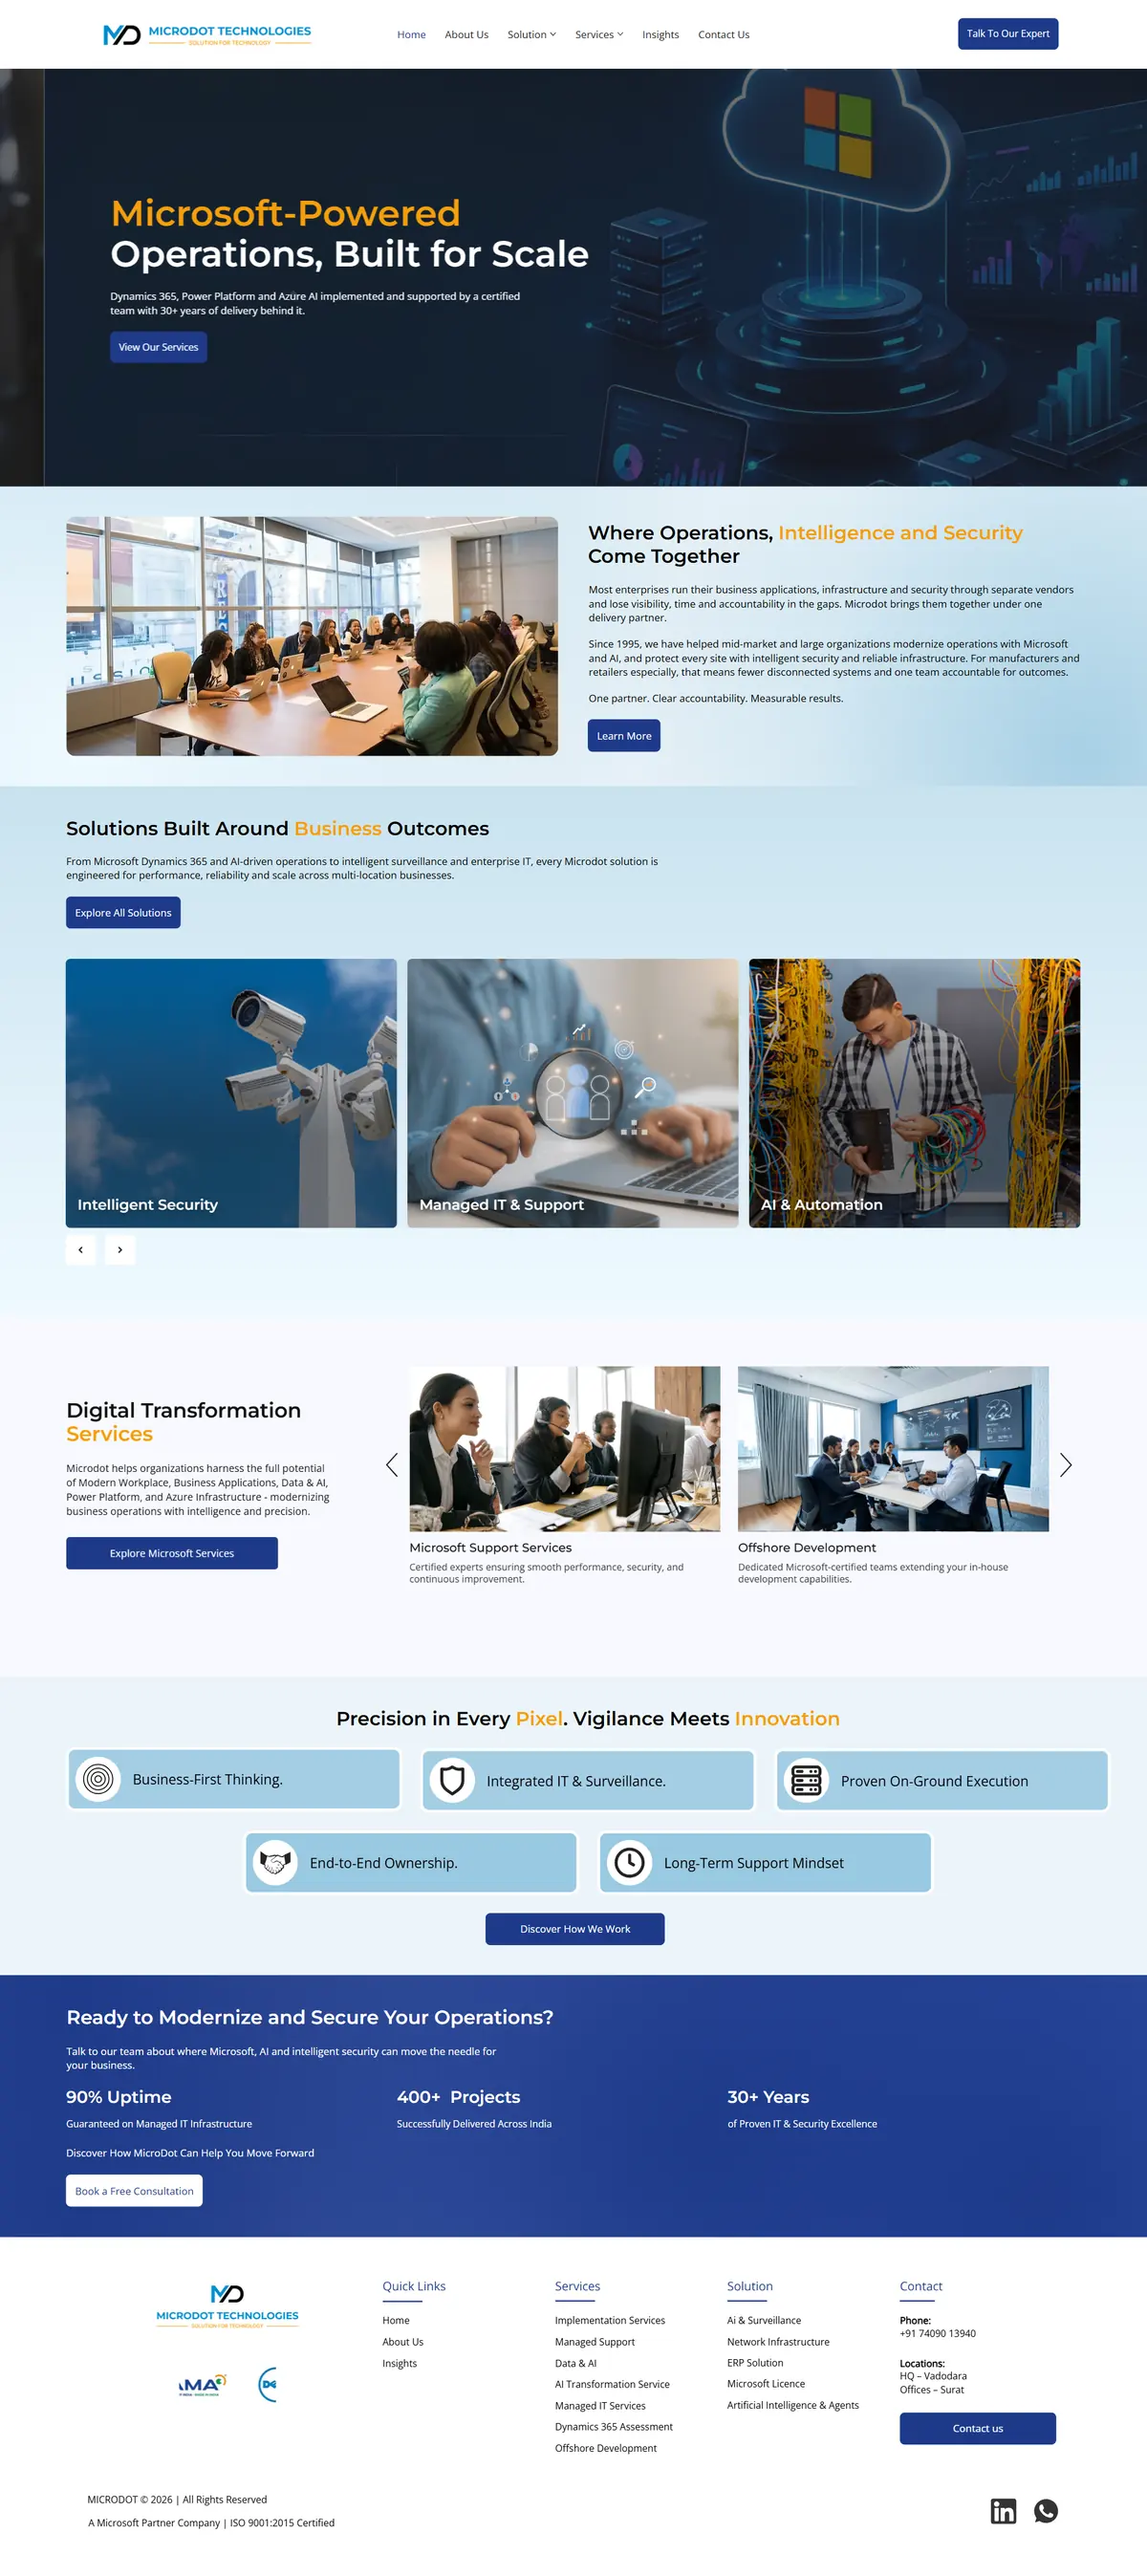 MICRODOT TECHNOLOGIES
SOLUTION FOR TECHNOLOGY
Home
About Us
Solution
Services
Insights
Contact Us
Talk To Our Expert
Microsoft-Powered
Operations, Built for Scale
Dynamics 365, Power Platform and Azure AI implemented and supported by a certified
team with 30+ years of delivery behind it.
View Our Services
Where Operations, Intelligence and Security
Come Together
Most enterprises run their business applications, infrastructure and security through separate vendors
and lose visibility, time and accountability in the gaps. Microdot brings them together under one
delivery partner.
Since 1995, we have helped mid-market and large organizations modernize operations with Microsoft
and AI, and protect every site with intelligent security and reliable infrastructure. For manufacturers and
retailers especially, that means fewer disconnected systems and one team accountable for outcomes.
One partner. Clear accountability. Measurable results.
Learn More
Solutions Built Around Business Outcomes
From Microsoft Dynamics 365 and AI-driven operations to intelligent surveillance and enterprise IT, every Microdot solution is
engineered for performance, reliability and scale across multi-location businesses.
Explore All Solutions
Intelligent Security
Managed IT & Support
AI & Automation
Digital Transformation
Services
Microdot helps organizations harness the full potential
of Modern Workplace, Business Applications, Data & AI,
Power Platform, and Azure Infrastructure - modernizing
business operations with intelligence and precision.
Explore Microsoft Services
Microsoft Support Services
Certified experts ensuring smooth performance, security, and
continuous improvement.
Offshore Development
Dedicated Microsoft-certified teams extending your in-house
development capabilities.
Precision in Every Pixel. Vigilance Meets Innovation
Business-First Thinking.
Integrated IT & Surveillance.
Proven On-Ground Execution
End-to-End Ownership.
Long-Term Support Mindset
Discover How We Work
Ready to Modernize and Secure Your Operations?
Talk to our team about where Microsoft, AI and intelligent security can move the needle for
your business.
90% Uptime
Guaranteed on Managed IT Infrastructure
400+ Projects
Successfully Delivered Across India
30+ Years
of Proven IT & Security Excellence
Discover How MicroDot Can Help You Move Forward
Book a Free Consultation
MICRODOT TECHNOLOGIES
SOLUTION FOR TECHNOLOGY
Quick Links
Home
About Us
Insights
Services
Implementation Services
Managed Support
Data & AI
AI Transformation Service
Managed IT Services
Dynamics 365 Assessment
Offshore Development
Solution
Ai & Surveillance
Network Infrastructure
ERP Solution
Microsoft Licence
Artificial Intelligence & Agents
Contact
Phone:
+91 74090 13940
Locations:
HQ – Vadodara
Offices – Surat
Contact us
MICRODOT © 2026 | All Rights Reserved
A Microsoft Partner Company | ISO 9001:2015 Certified